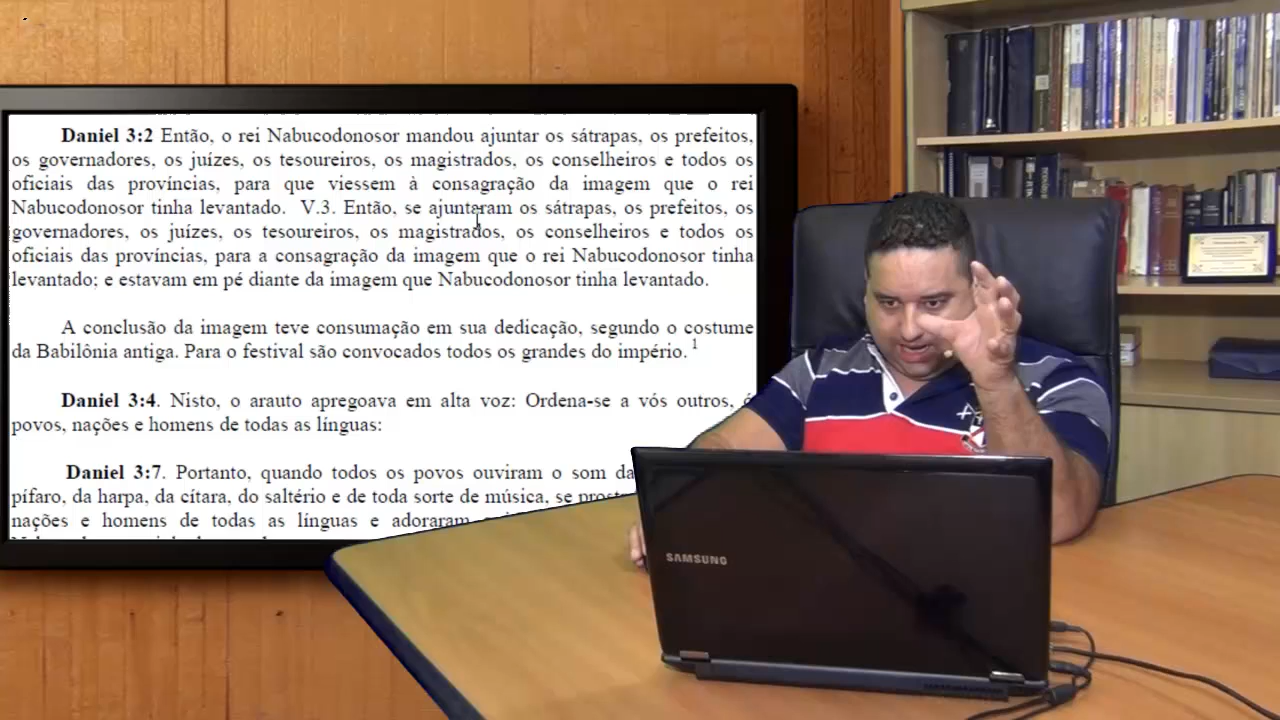 Daniel 3:2 Então, o rei Nabucodonosor mandou ajuntar os sátrapas, os prefeitos,
os governadores, os juízes, os tesoureiros, os magistrados, os conselheiros e todos os
oficiais das províncias, para que viessem à consagração da imagem que o rei
Nabucodonosor tinha levantado. V.3. Então, se ajuntaram os sátrapas, os prefeitos, os
governadores, os juízes, os tesoureiros, os magistrados, os conselheiros e todos os
oficiais das províncias, para a consagração da imagem que o rei Nabucodonosor tinha
levantado; e estavam em pé diante da imagem que Nabucodonosor tinha levantado.
A conclusão da imagem teve consumação em sua dedicação, segundo o costume
da Babilônia antiga. Para o festival são convocados todos os grandes do império. 1
Daniel 3:4. Nisto, o arauto apregoava em alta voz: Ordena-se a vós outros, ó
povos, nações e homens de todas as línguas:
Daniel 3:7. Portanto, quando todos os povos ouviram o som da
pífaro, da harpa, da cítara, do saltério e de toda sorte de música, se
nações e homens de todas as línguas e adoraram
SAMSUNG